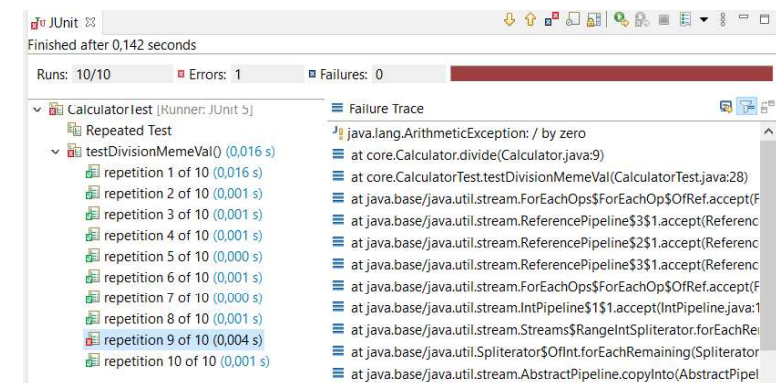 JUnit
Finished after 0,142 seconds
Runs: 10/10 Errors: 1 Failures: 0
CalculatorTest [Runner: JUnit 5]
Repeated Test
testDivisionMemeVal() (0,016 s)
repetition 1 of 10 (0,016 s)
repetition 2 of 10 (0,001 s)
repetition 3 of 10 (0,001 s)
repetition 4 of 10 (0,001 s)
repetition 5 of 10 (0,000 s)
repetition 6 of 10 (0,001 s)
repetition 7 of 10 (0,000 s)
repetition 8 of 10 (0,001 s)
repetition 9 of 10 (0,004 s)
repetition 10 of 10 (0,001 s)
Failure Trace
java.lang.ArithmeticException: / by zero
at core.Calculator.divide(Calculator.java:9)
at core.CalculatorTest.testDivisionMemeVal(CalculatorTest.java:28)
at java.base/java.util.stream.ForEachOps$ForEachOp$OfRef.accept(F
at java.base/java.util.stream.ReferencePipeline$3$1.accept(Referenc
at java.base/java.util.stream.ReferencePipeline$2$1.accept(Referenc
at java.base/java.util.stream.ReferencePipeline$3$1.accept(Referenc
at java.base/java.util.stream.ForEachOps$ForEachOp$OfRef.accept(F
at java.base/java.util.stream.IntPipeline$1$1.accept(IntPipeline.java:1
at java.base/java.util.stream.Streams$RangeIntSpliterator.forEachRe
at java.base/java.util.Spliterator$OfInt.forEachRemaining(Spliterator
at java.base/java.util.stream.AbstractPipeline.copyInto(AbstractPipel